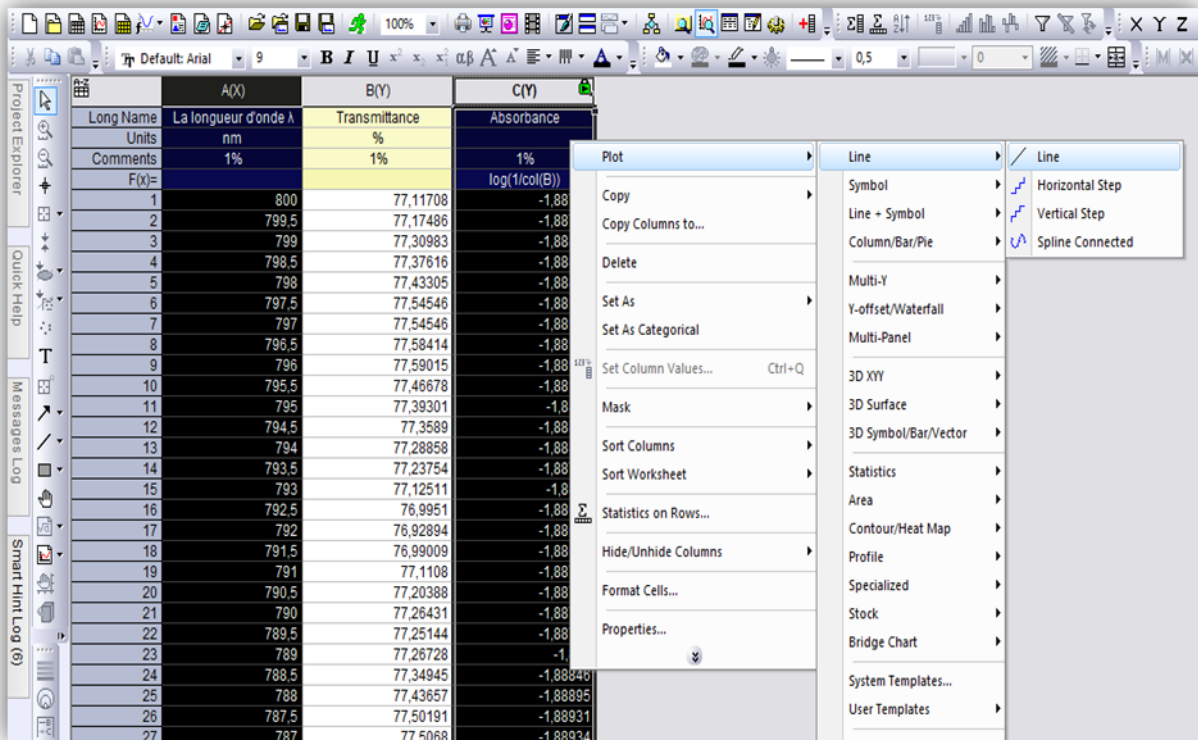 100%
X Y Z
Default: Arial 9 B I U x² x₂ αβ A A A 0,5 0
Project Explorer
Quick Help
Messages Log
Smart Hint Log (6)
A(X) B(Y) C(Y)
Long Name La longueur d'onde λ Transmittance Absorbance
Units nm %
Comments 1% 1% 1%
F(x)= log(1/col(B))
1 800 77,11708 -1,88
2 799,5 77,17486 -1,88
3 799 77,30983 -1,88
4 798,5 77,37616 -1,88
5 798 77,43305 -1,88
6 797,5 77,54546 -1,88
7 797 77,54546 -1,88
8 796,5 77,58414 -1,88
9 796 77,59015 -1,88
10 795,5 77,46678 -1,88
11 795 77,39301 -1,8
12 794,5 77,3589 -1,88
13 794 77,28858 -1,88
14 793,5 77,23754 -1,88
15 793 77,12511 -1,8
16 792,5 76,9951 -1,88
17 792 76,92894 -1,88
18 791,5 76,99009 -1,88
19 791 77,1108 -1,88
20 790,5 77,20388 -1,88
21 790 77,26431 -1,88
22 789,5 77,25144 -1,88
23 789 77,26728 -1,
24 788,5 77,34945 -1,88846
25 788 77,43657 -1,88895
26 787,5 77,50191 -1,88931
27 787 77,5068 -1,88934
Plot
Copy
Copy Columns to...
Delete
Set As
Set As Categorical
Set Column Values... Ctrl+Q
Mask
Sort Columns
Sort Worksheet
Statistics on Rows...
Hide/Unhide Columns
Format Cells...
Properties...
Line
Symbol
Line + Symbol
Column/Bar/Pie
Multi-Y
Y-offset/Waterfall
Multi-Panel
3D XYY
3D Surface
3D Symbol/Bar/Vector
Statistics
Area
Contour/Heat Map
Profile
Specialized
Stock
Bridge Chart
System Templates...
User Templates
Line
Horizontal Step
Vertical Step
Spline Connected